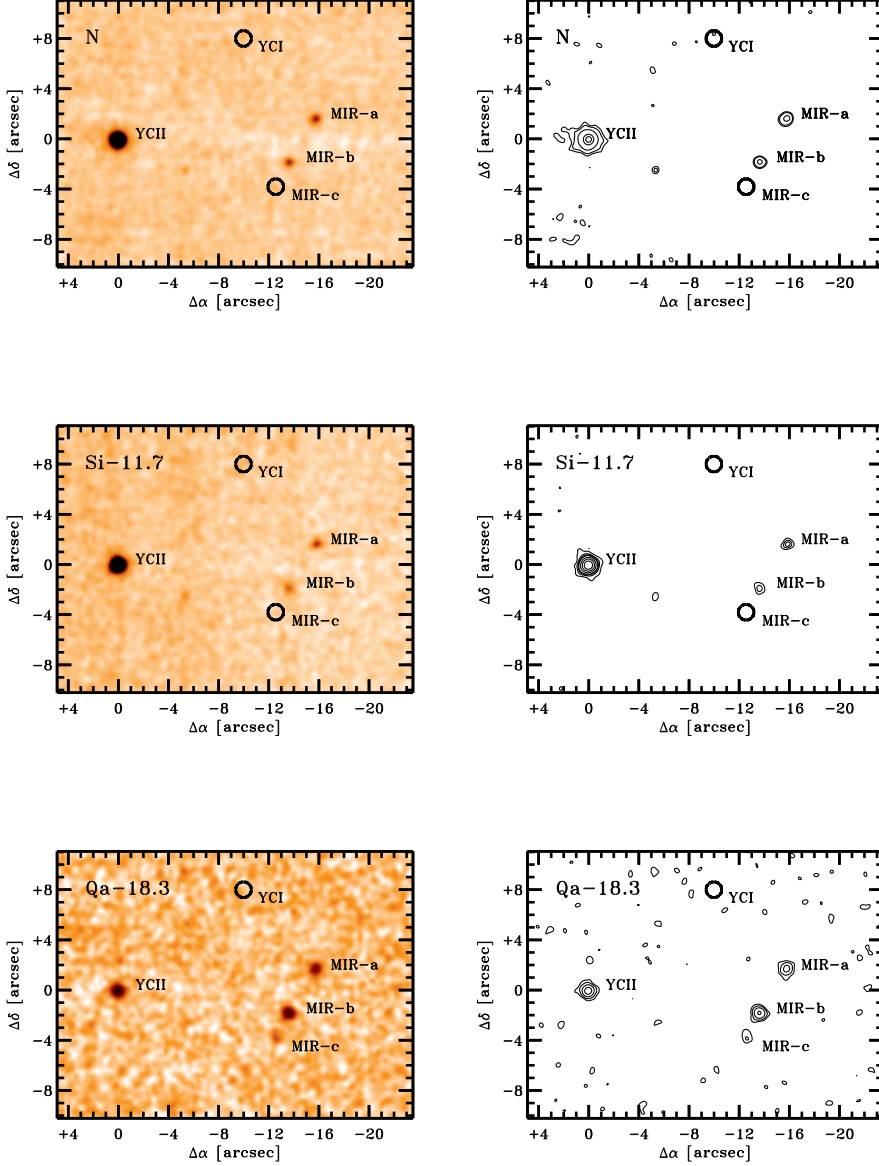 N
YCI
YCII
MIR-a
MIR-b
MIR-c
+8
+4
0
−4
−8
Δδ [arcsec]
+4 0 −4 −8 −12 −16 −20
Δα [arcsec]
N
YCI
YCII
MIR-a
MIR-b
MIR-c
+8
+4
0
−4
−8
Δδ [arcsec]
+4 0 −4 −8 −12 −16 −20
Δα [arcsec]
Si-11.7
YCI
YCII
MIR-a
MIR-b
MIR-c
+8
+4
0
−4
−8
Δδ [arcsec]
+4 0 −4 −8 −12 −16 −20
Δα [arcsec]
Si-11.7
YCI
YCII
MIR-a
MIR-b
MIR-c
+8
+4
0
−4
−8
Δδ [arcsec]
+4 0 −4 −8 −12 −16 −20
Δα [arcsec]
Qa-18.3
YCI
YCII
MIR-a
MIR-b
MIR-c
+8
+4
0
−4
−8
Δδ [arcsec]
+4 0 −4 −8 −12 −16 −20
Δα [arcsec]
Qa-18.3
YCI
YCII
MIR-a
MIR-b
MIR-c
+8
+4
0
−4
−8
Δδ [arcsec]
+4 0 −4 −8 −12 −16 −20
Δα [arcsec]